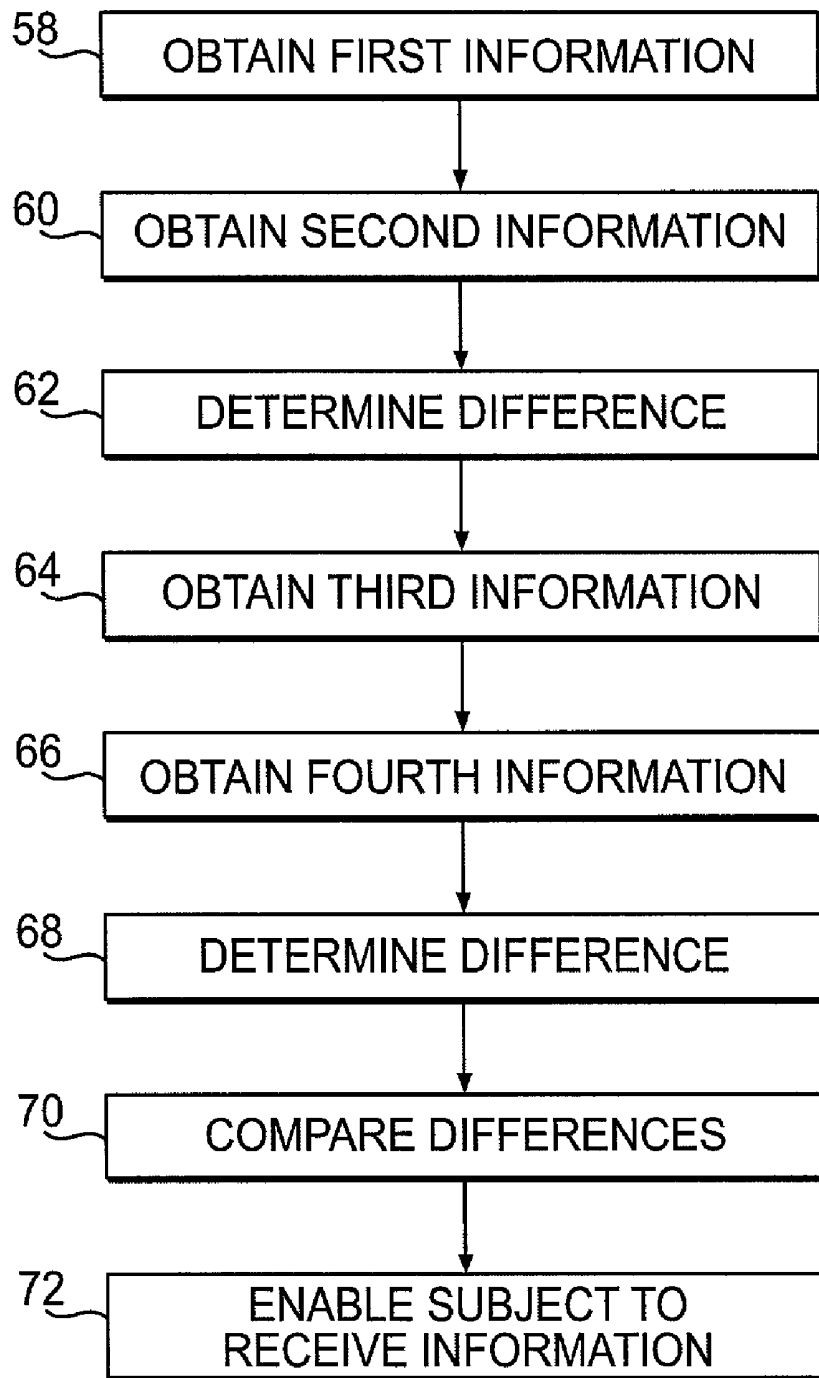 58
OBTAIN FIRST INFORMATION
60
OBTAIN SECOND INFORMATION
62
DETERMINE DIFFERENCE
64
OBTAIN THIRD INFORMATION
66
OBTAIN FOURTH INFORMATION
68
DETERMINE DIFFERENCE
70
COMPARE DIFFERENCES
72
ENABLE SUBJECT TO
RECEIVE INFORMATION